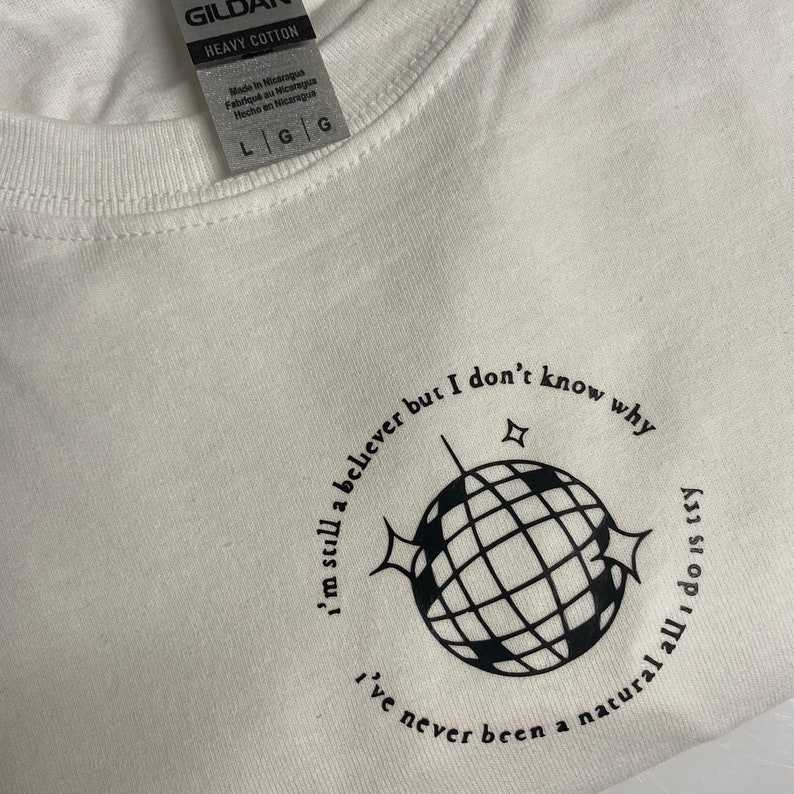 GILDAN
HEAVY COTTON
Made in Nicaragua
Fabriqué au Nicaragua
Hecho en Nicaragua
L | G | G
i'm still a believer but I don't know why
i've never been a natural all i do is try